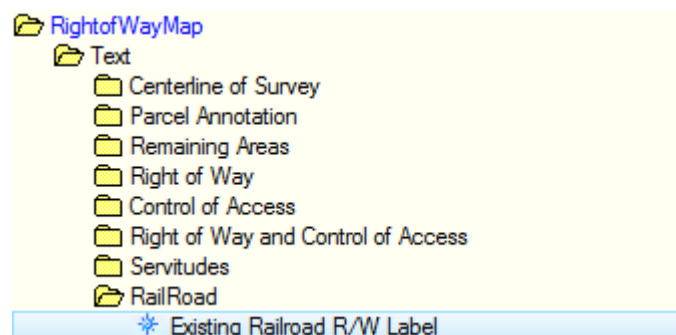 RightofWayMap
Text
Centerline of Survey
Parcel Annotation
Remaining Areas
Right of Way
Control of Access
Right of Way and Control of Access
Servitudes
RailRoad
Existing Railroad R/W Label